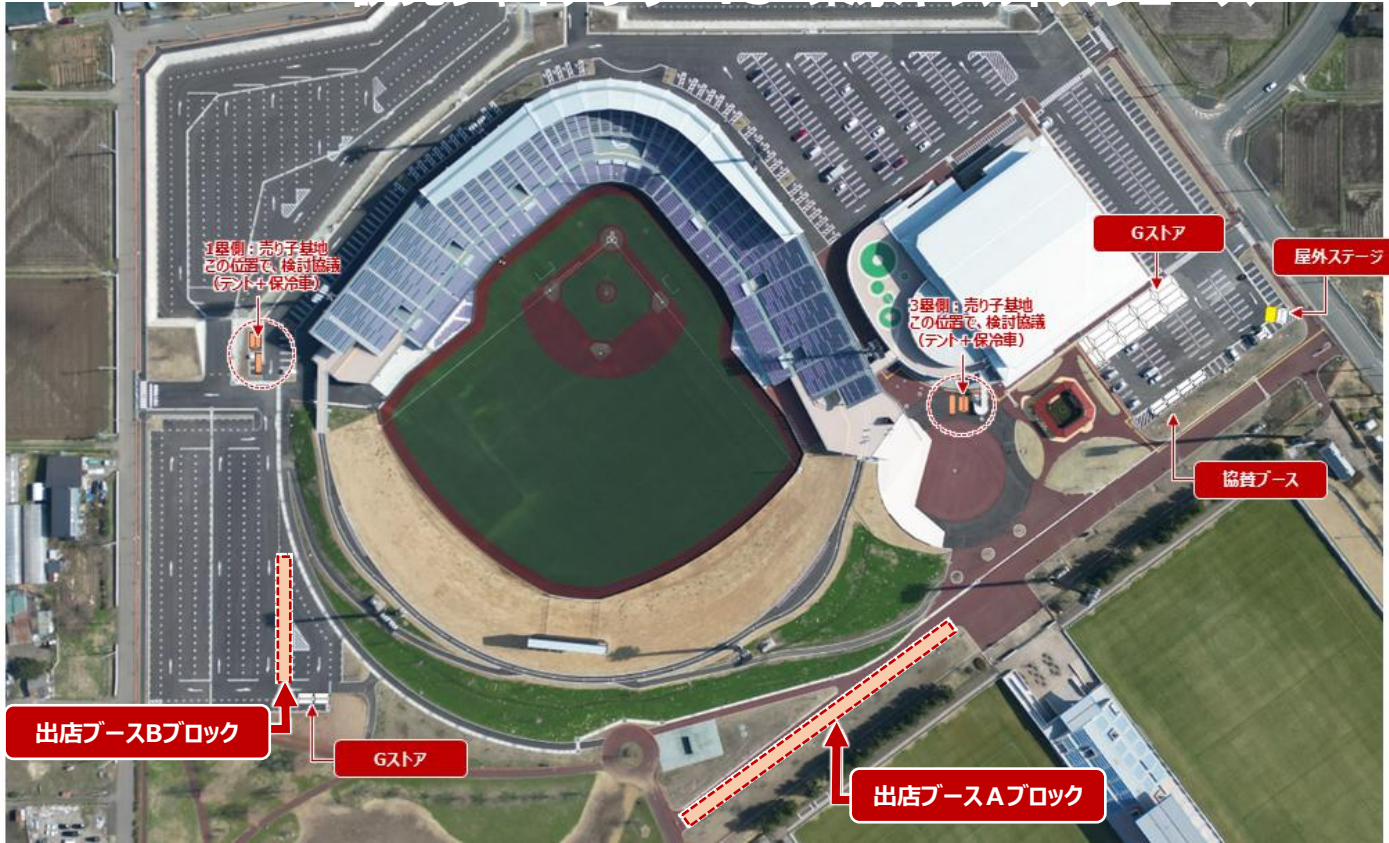 1塁側：売り子基地
この位置で、検討協議
（テント＋保冷車）
Gストア
屋外ステージ
3塁側：売り子基地
この位置で、検討協議
（テント＋保冷車）
協賛ブース
出店ブースBブロック
Gストア
出店ブースＡブロック